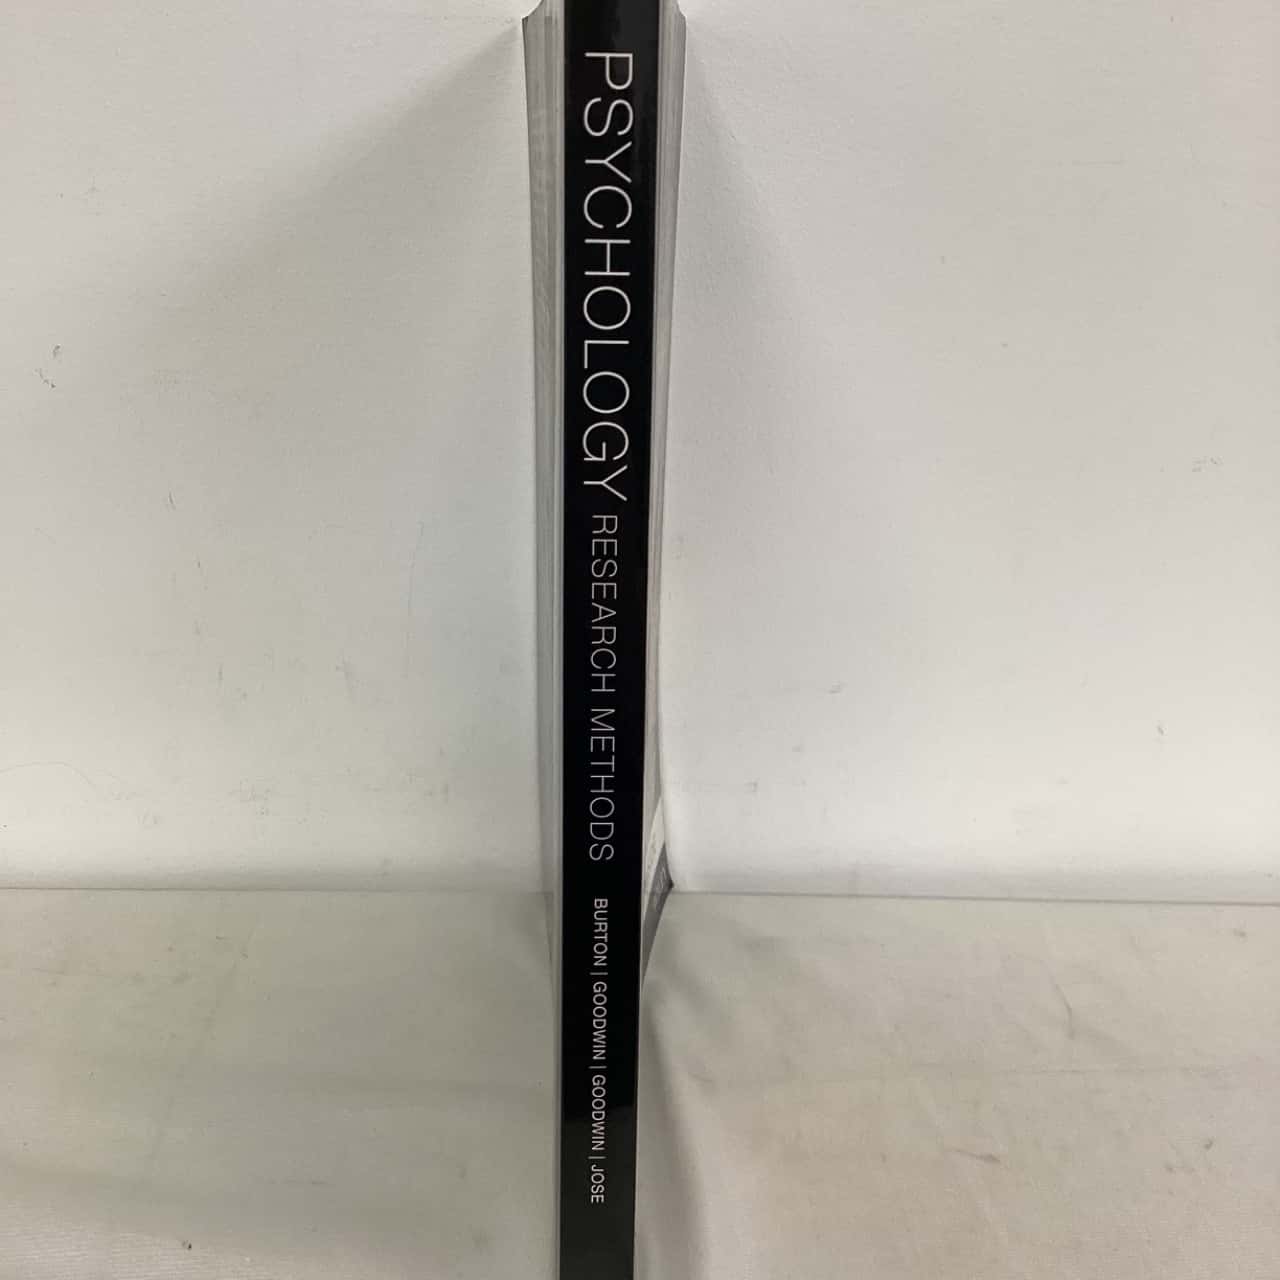 PSYCHOLOGY RESEARCH METHODS BURTON | GOODWIN | GOODWIN | JOSE